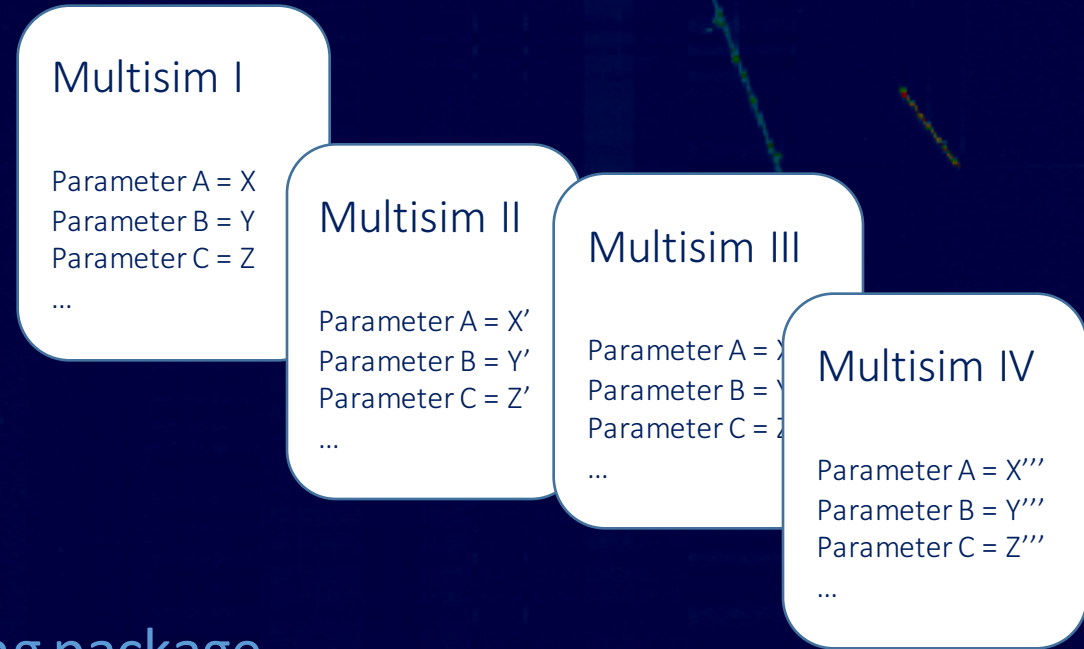 Multisim I
Parameter A = X
Parameter B = Y
Parameter C = Z
...
Multisim II
Parameter A = X’
Parameter B = Y’
Parameter C = Z’
...
Multisim III
Parameter A =
Parameter B =
Parameter C =
...
Multisim IV
Parameter A = X’’’
Parameter B = Y’’’
Parameter C = Z’’’
...
package